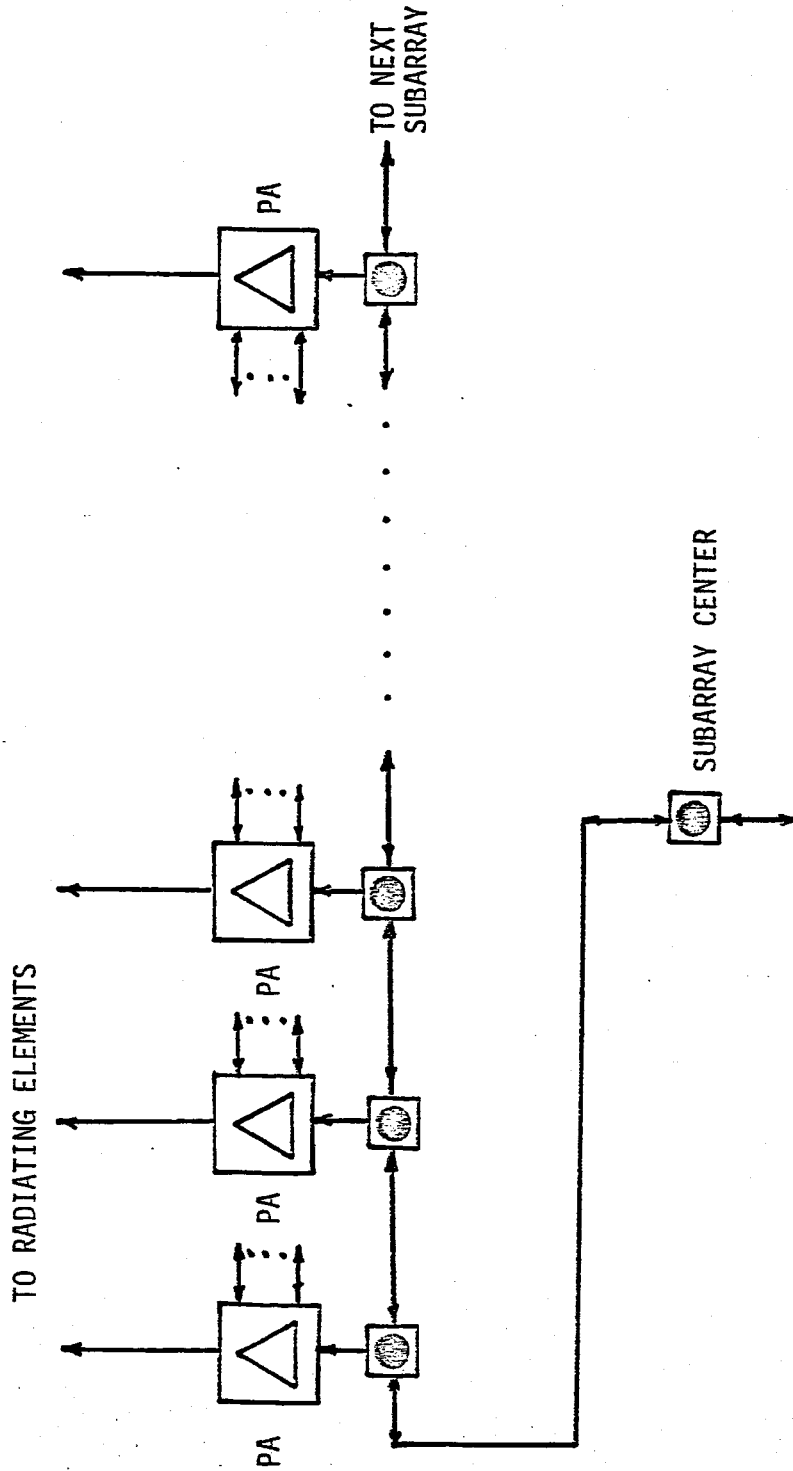 TO RADIATING ELEMENTS
PA
PA
PA
PA
TO NEXT
SUBARRAY
SUBARRAY CENTER